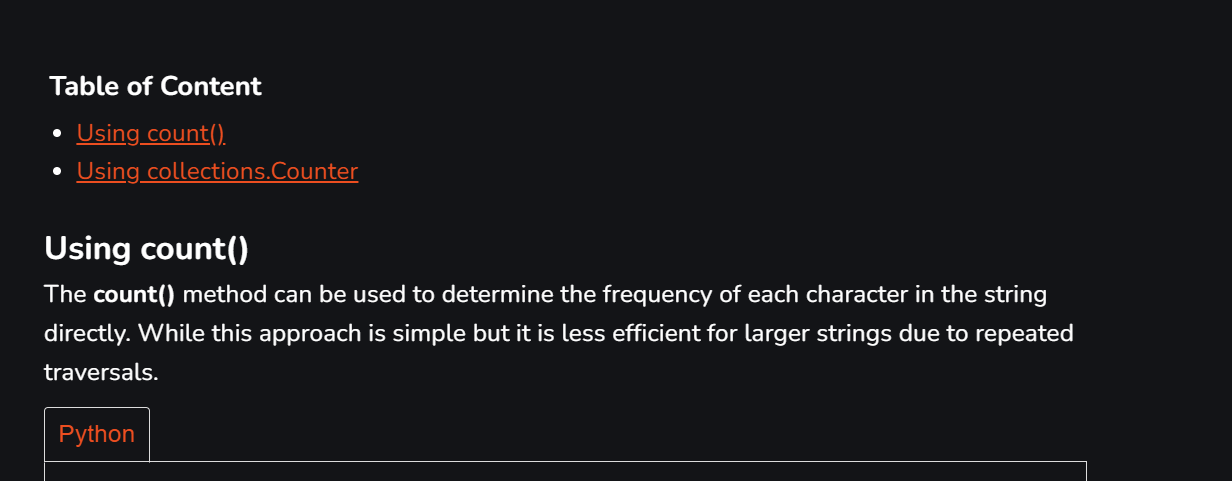 Table of Content
Using count()
Using collections.Counter
Using count()
The count() method can be used to determine the frequency of each character in the string
directly. While this approach is simple but it is less efficient for larger strings due to repeated
traversals.
Python